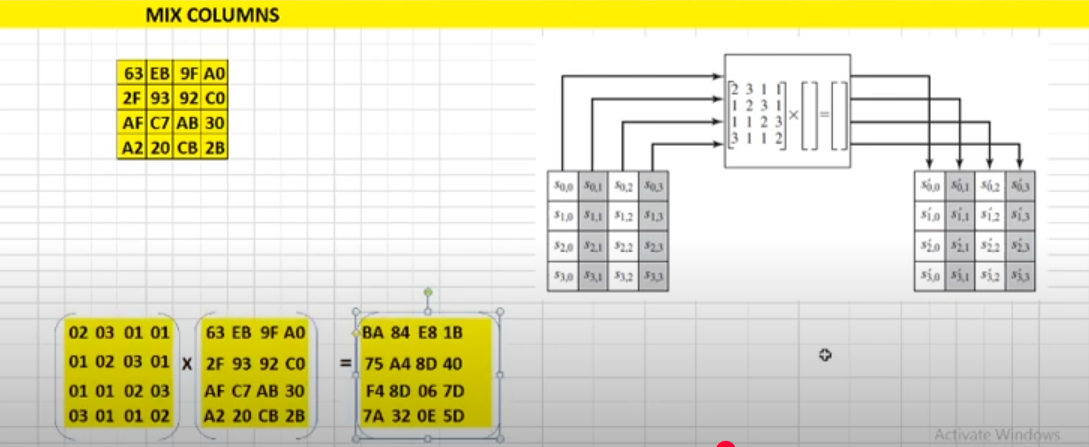 MIX COLUMNS
63 EB 9F A0
2F 93 92 C0
AF C7 AB 30
A2 20 CB 2B
2 3 1 1
1 2 3 1
1 1 2 3
3 1 1 2
× =
s0,0 s0,1 s0,2 s0,3
s1,0 s1,1 s1,2 s1,3
s2,0 s2,1 s2,2 s2,3
s3,0 s3,1 s3,2 s3,3
s′0,0 s′0,1 s′0,2 s′0,3
s′1,0 s′1,1 s′1,2 s′1,3
s′2,0 s′2,1 s′2,2 s′2,3
s′3,0 s′3,1 s′3,2 s′3,3
02 03 01 01 63 EB 9F A0 BA 84 E8 1B
01 02 03 01 X 2F 93 92 C0 = 75 A4 8D 40
01 01 02 03 AF C7 AB 30 F4 8D 06 7D
03 01 01 02 A2 20 CB 2B 7A 32 0E 5D
Activate Windows